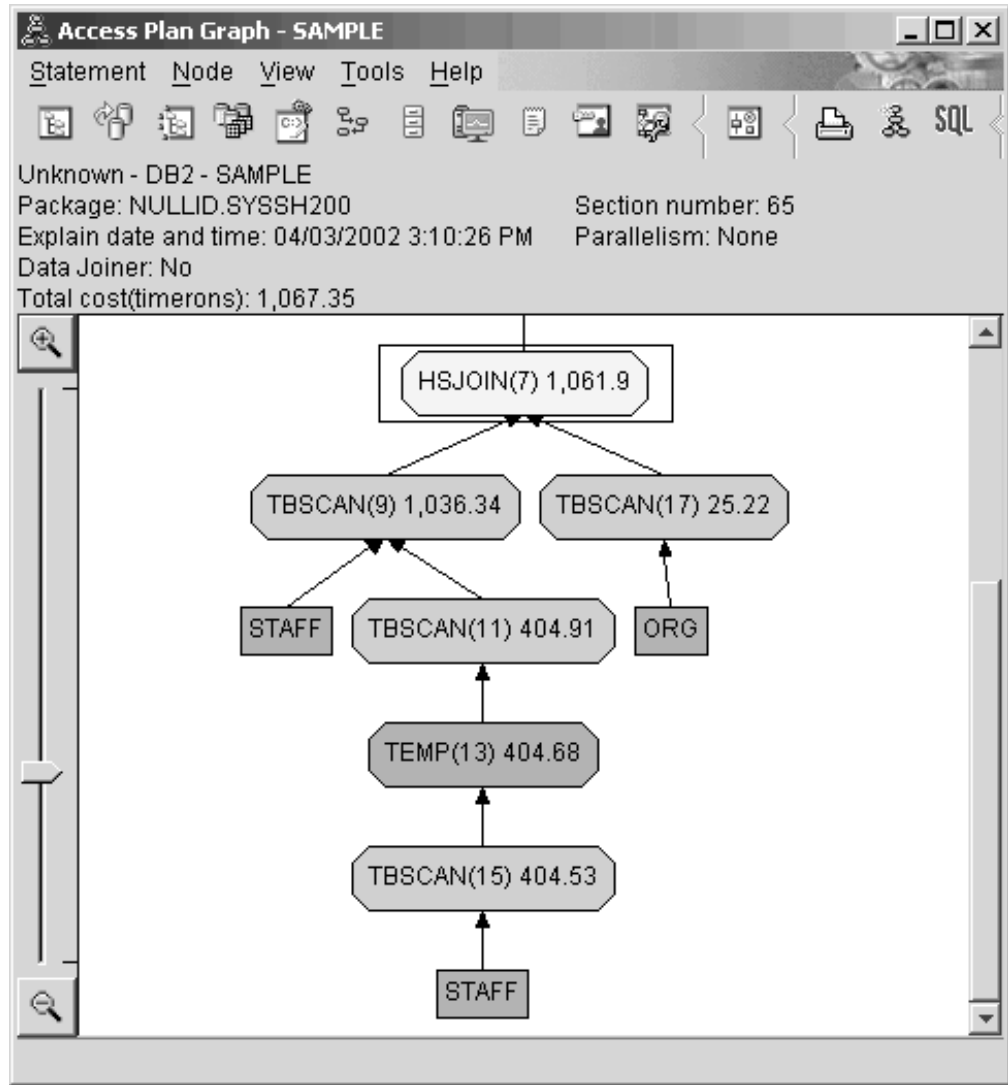 Access Plan Graph - SAMPLE
Statement Node View Tools Help
SQL
Unknown - DB2 - SAMPLE
Package: NULLID.SYSSH200 Section number: 65
Explain date and time: 04/03/2002 3:10:26 PM Parallelism: None
Data Joiner: No
Total cost(timerons): 1,067.35
HSJOIN(7) 1,061.9
TBSCAN(9) 1,036.34 TBSCAN(17) 25.22
STAFF TBSCAN(11) 404.91 ORG
TEMP(13) 404.68
TBSCAN(15) 404.53
STAFF